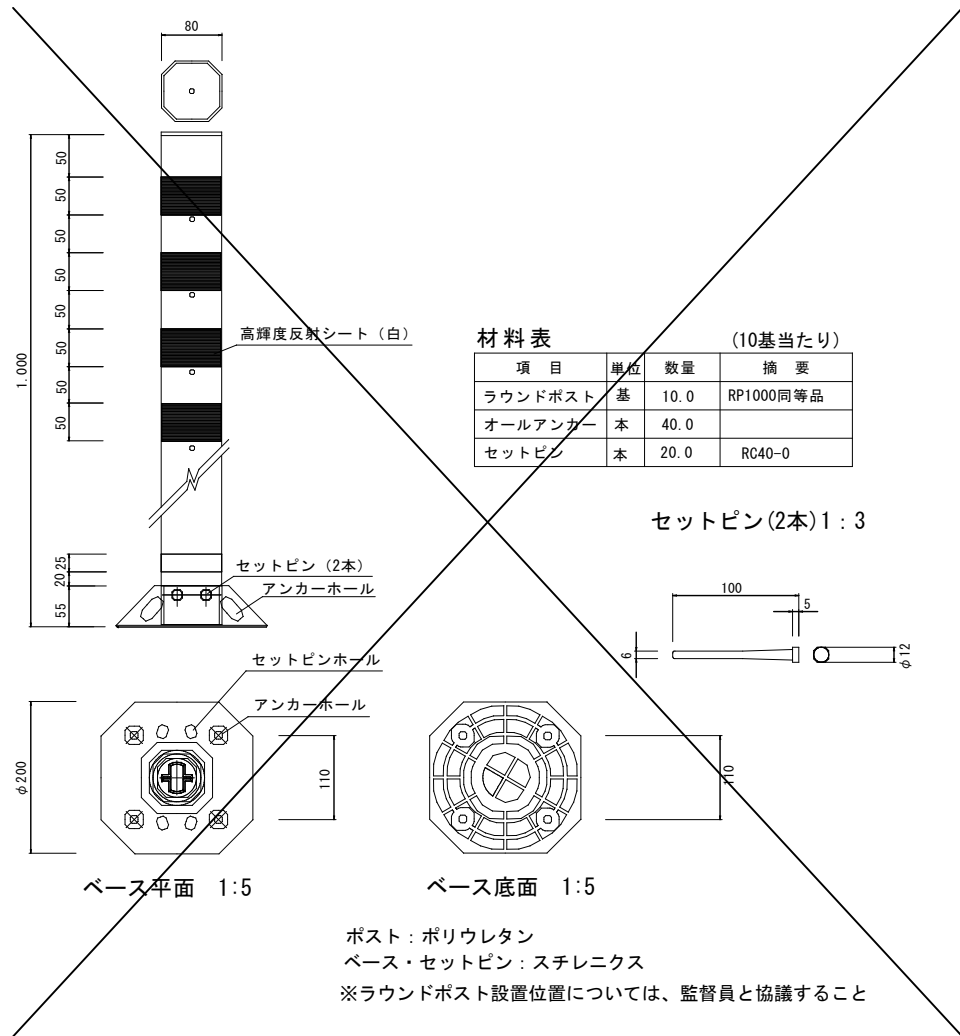 80
50
50
50
50
50
50
50
50
1.000
25
20
55
高輝度反射シート（白）
セットピン（2本）
アンカーホール
材料表 (10基当たり)
項 目 単位 数量 摘 要
ラウンドポスト 基 10.0 RP1000同等品
オールアンカー 本 40.0
セットピン 本 20.0 RC40-0
セットピン(2本)1：3
100
5
6
φ12
セットピンホール
アンカーホール
φ200
110
110
ベース平面 1:5
ベース底面 1:5
ポスト：ポリウレタン
ベース・セットピン：スチレニクス
※ラウンドポスト設置位置については、監督員と協議すること